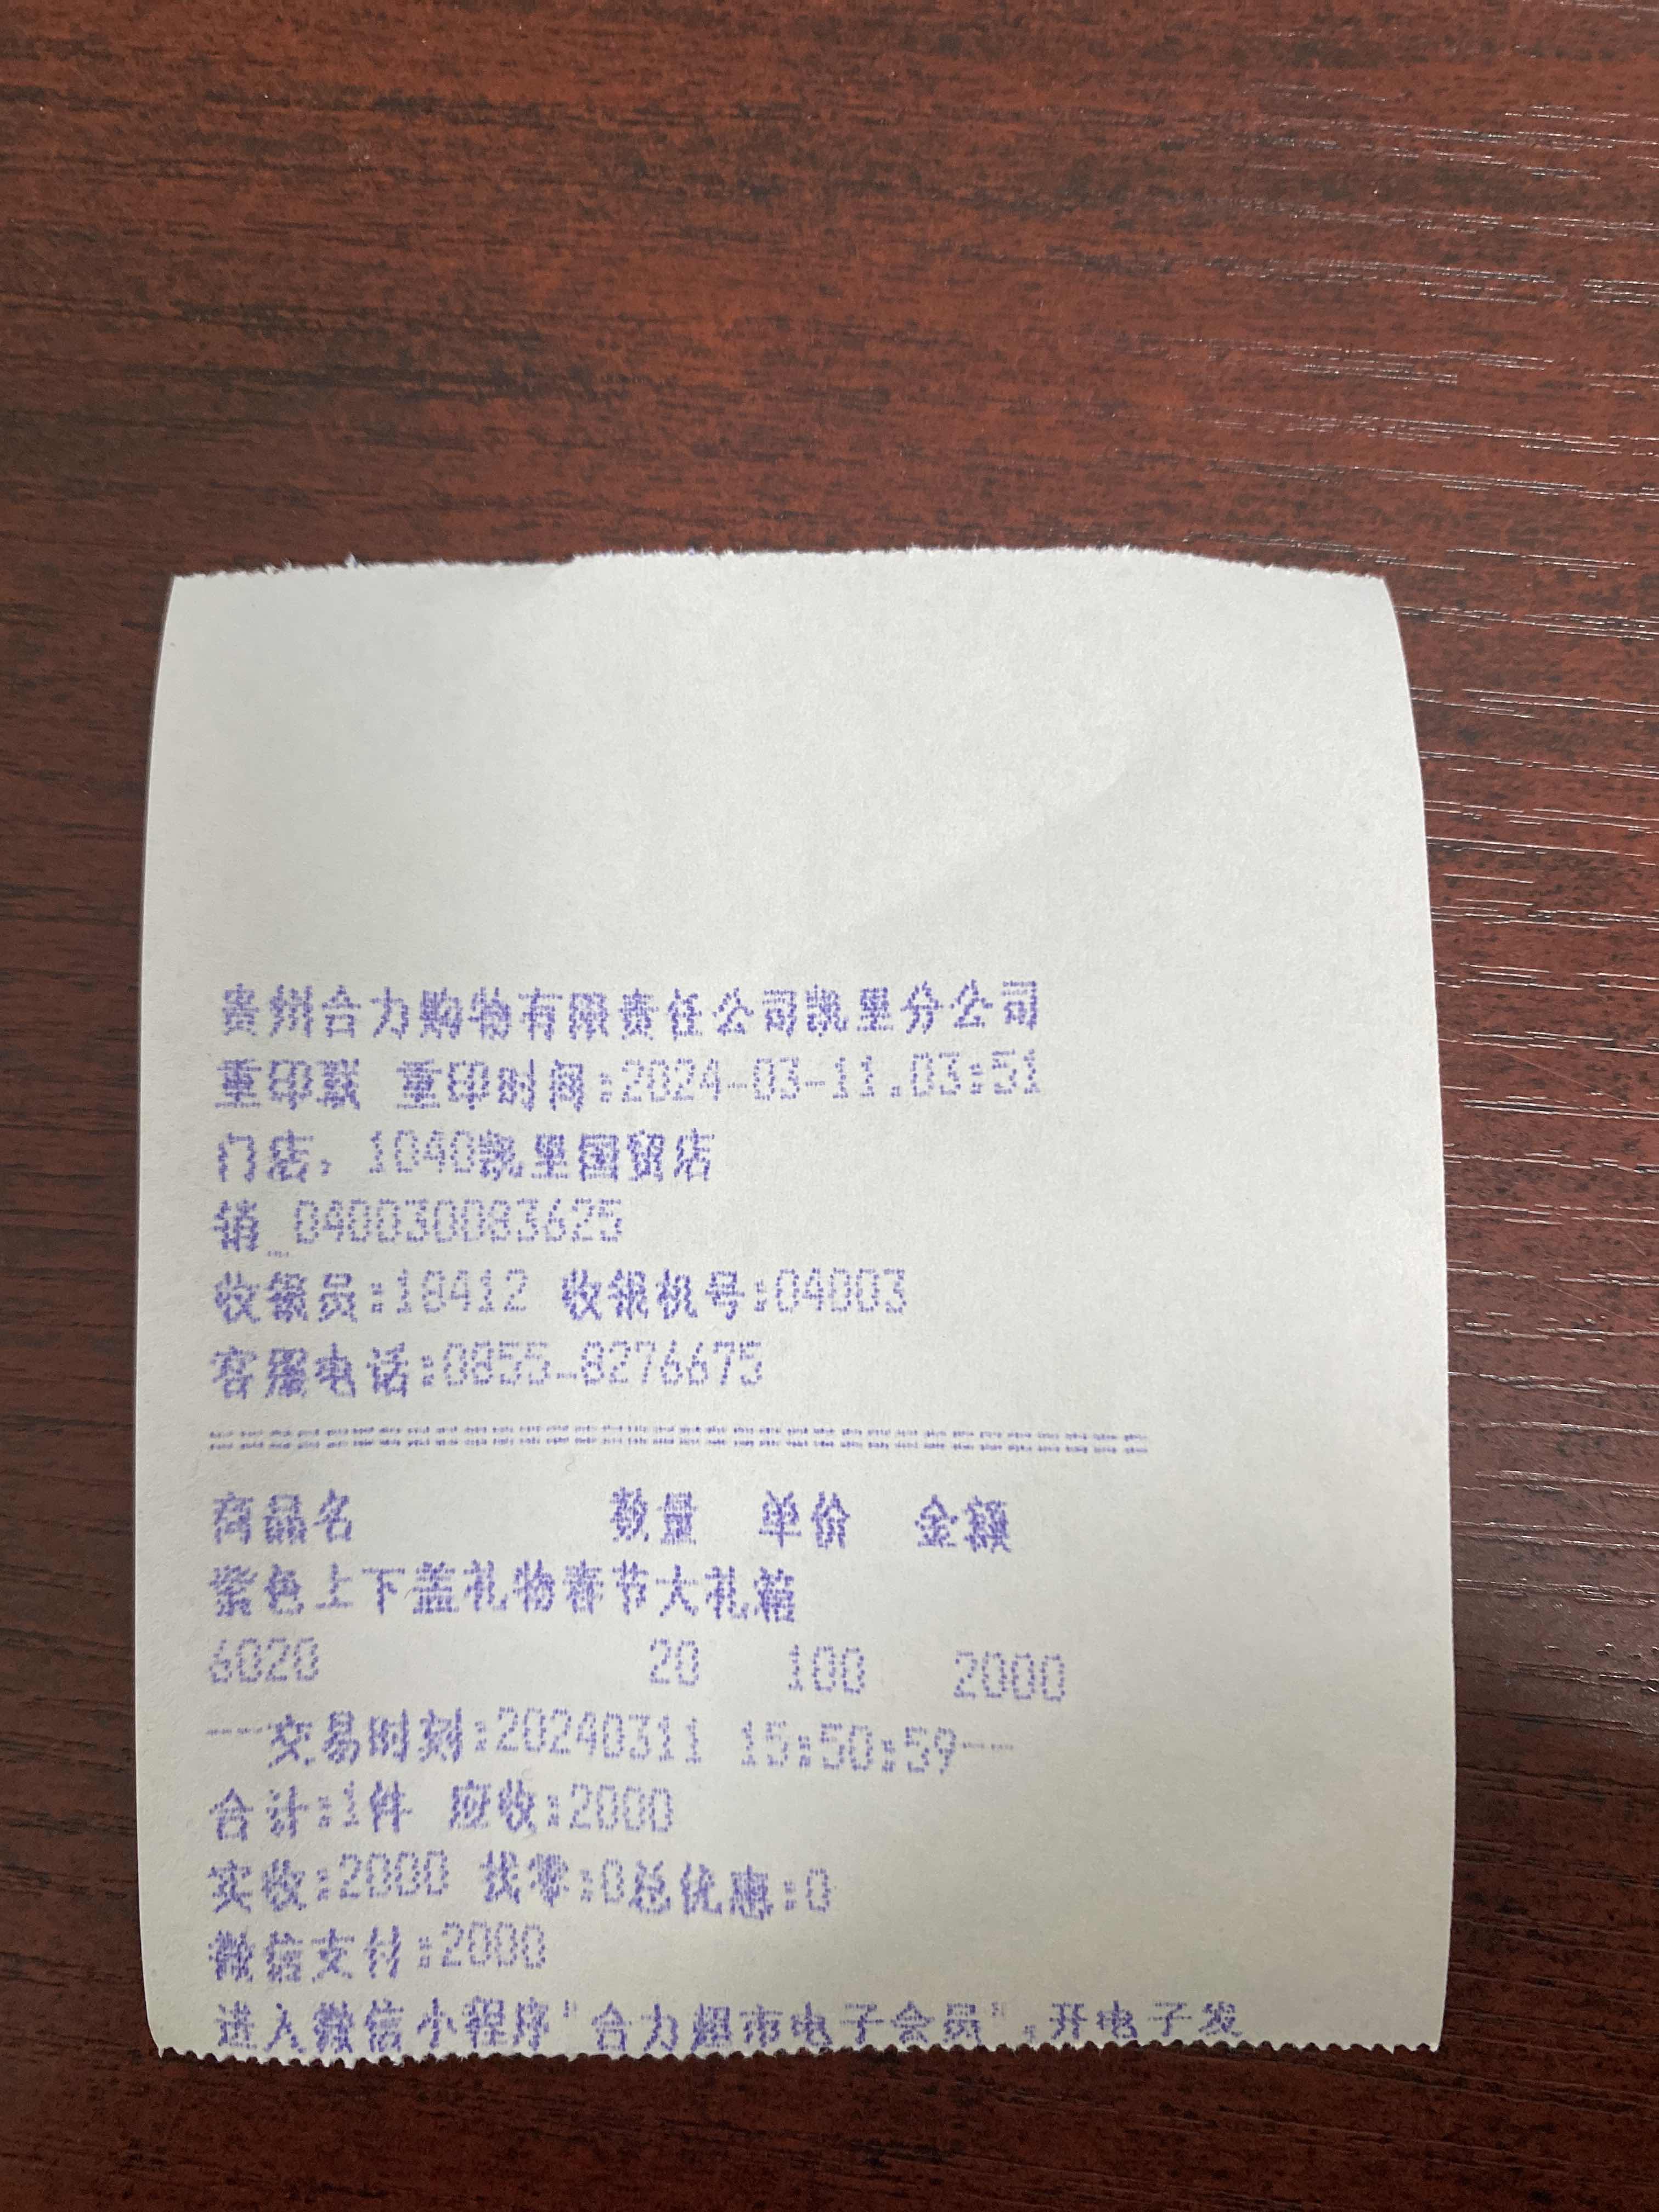 贵州合力购物有限责任公司凯里分公司
重印联 重印时间:2024-03-11.03:51
门店, 1040凯里国贸店
销_040030083625
收银员:18412 收银机号:04003
客服电话:0855-8276675
商品名 数量 单价 金额
紫色上下盖礼物春节大礼箱
6020 20 100 2000
--交易时刻:20240311 15:50:59--
合计:1件 应收:2000
实收:2000 找零:0总优惠:0
微信支付:2000
进入微信小程序"合力超市电子会员",开电子发